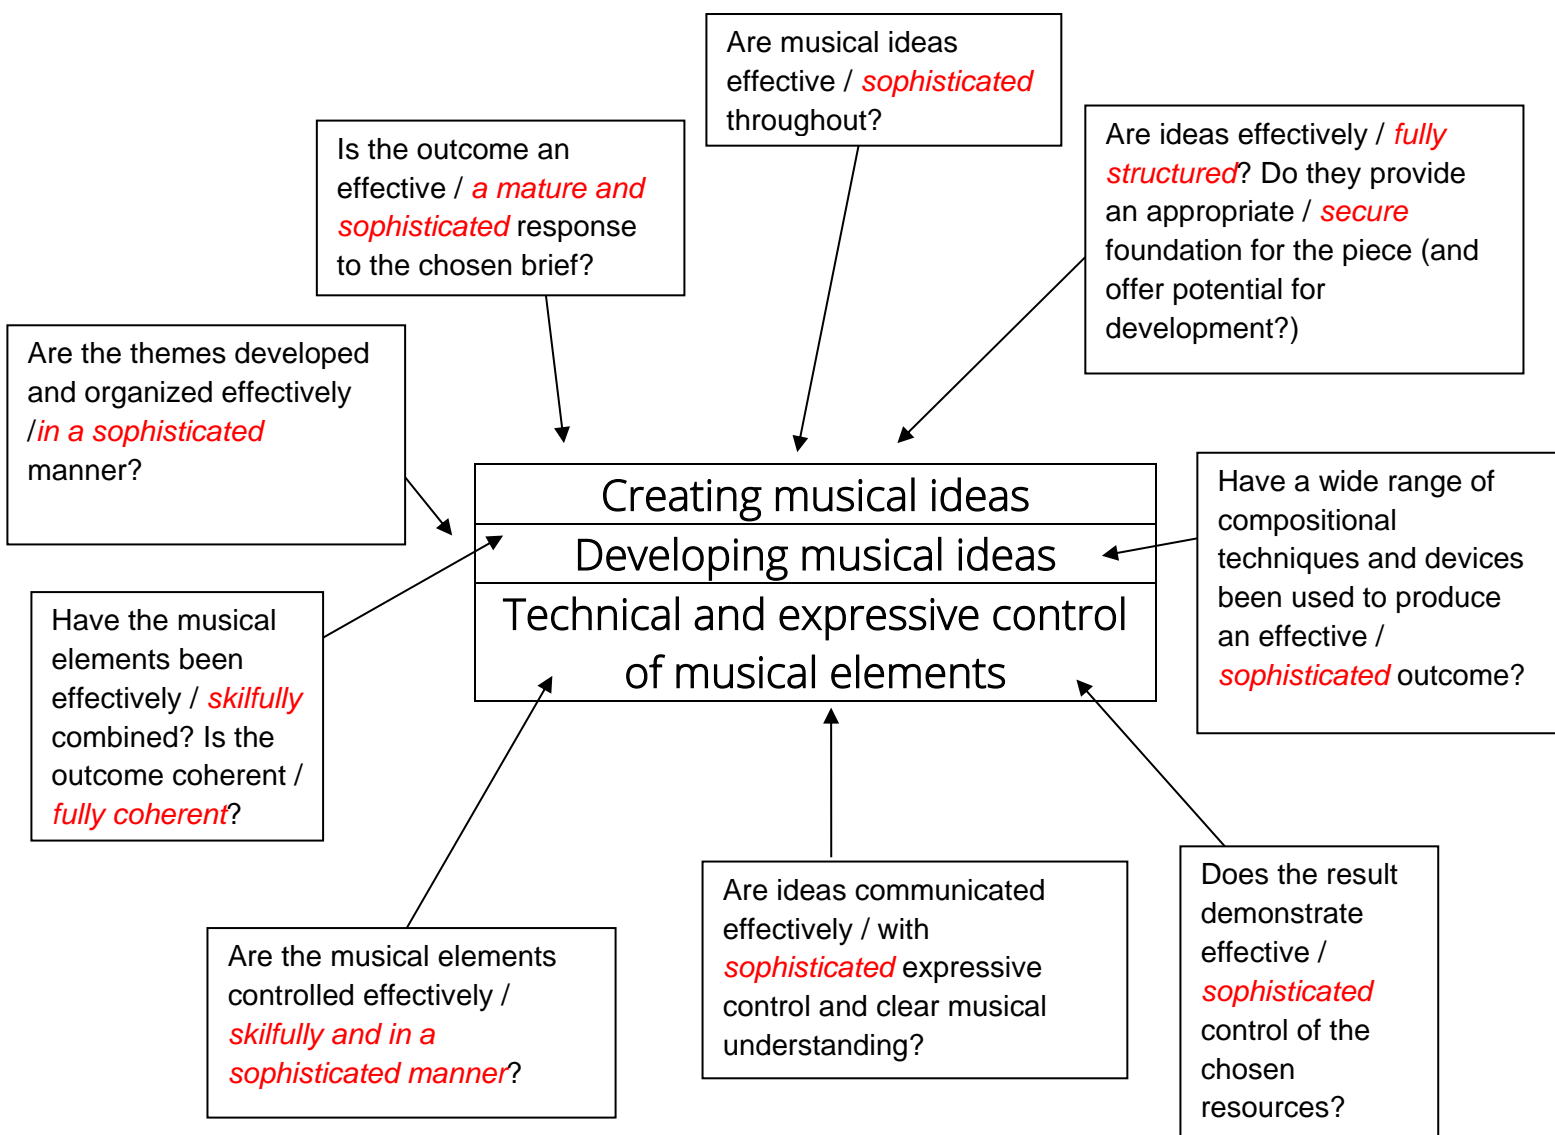 Are musical ideas
effective / sophisticated
throughout?
Is the outcome an
effective / a mature and
sophisticated response
to the chosen brief?
Are ideas effectively / fully
structured? Do they provide
an appropriate / secure
foundation for the piece (and
offer potential for
development?)
Are the themes developed
and organized effectively
/in a sophisticated
manner?
Creating musical ideas
Developing musical ideas
Technical and expressive control
of musical elements
Have a wide range of
compositional
techniques and devices
been used to produce
an effective /
sophisticated outcome?
Have the musical
elements been
effectively / skilfully
combined? Is the
outcome coherent /
fully coherent?
Are the musical elements
controlled effectively /
skilfully and in a
sophisticated manner?
Are ideas communicated
effectively / with
sophisticated expressive
control and clear musical
understanding?
Does the result
demonstrate
effective /
sophisticated
control of the
chosen
resources?